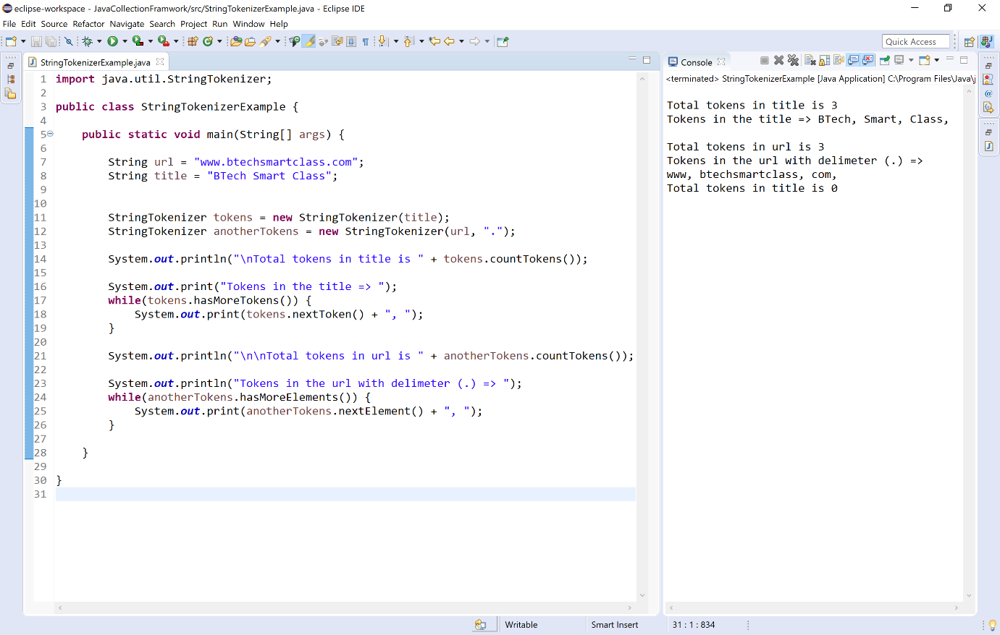 eclipse-workspace - JavaCollectionFramwork/src/StringTokenizerExample.java - Eclipse IDE
File Edit Source Refactor Navigate Search Project Run Window Help
Quick Access
StringTokenizerExample.java
1 import java.util.StringTokenizer;
2
3 public class StringTokenizerExample {
4
5 public static void main(String[] args) {
6
7 String url = "www.btechsmartclass.com";
8 String title = "BTech Smart Class";
9
10
11 StringTokenizer tokens = new StringTokenizer(title);
12 StringTokenizer anotherTokens = new StringTokenizer(url, ".");
13
14 System.out.println("\nTotal tokens in title is " + tokens.countTokens());
15
16 System.out.print("Tokens in the title => ");
17 while(tokens.hasMoreTokens()) {
18 System.out.print(tokens.nextToken() + ", ");
19 }
20
21 System.out.println("\n\nTotal tokens in url is " + anotherTokens.countTokens());
22
23 System.out.println("Tokens in the url with delimeter (.) => ");
24 while(anotherTokens.hasMoreElements()) {
25 System.out.print(anotherTokens.nextElement() + ", ");
26 }
27
28 }
29
30 }
31
Console
<terminated> StringTokenizerExample [Java Application] C:\Program Files\Java\j
Total tokens in title is 3
Tokens in the title => BTech, Smart, Class,
Total tokens in url is 3
Tokens in the url with delimeter (.) =>
www, btechsmartclass, com,
Total tokens in title is 0
Writable
Smart Insert
31 : 1 : 834